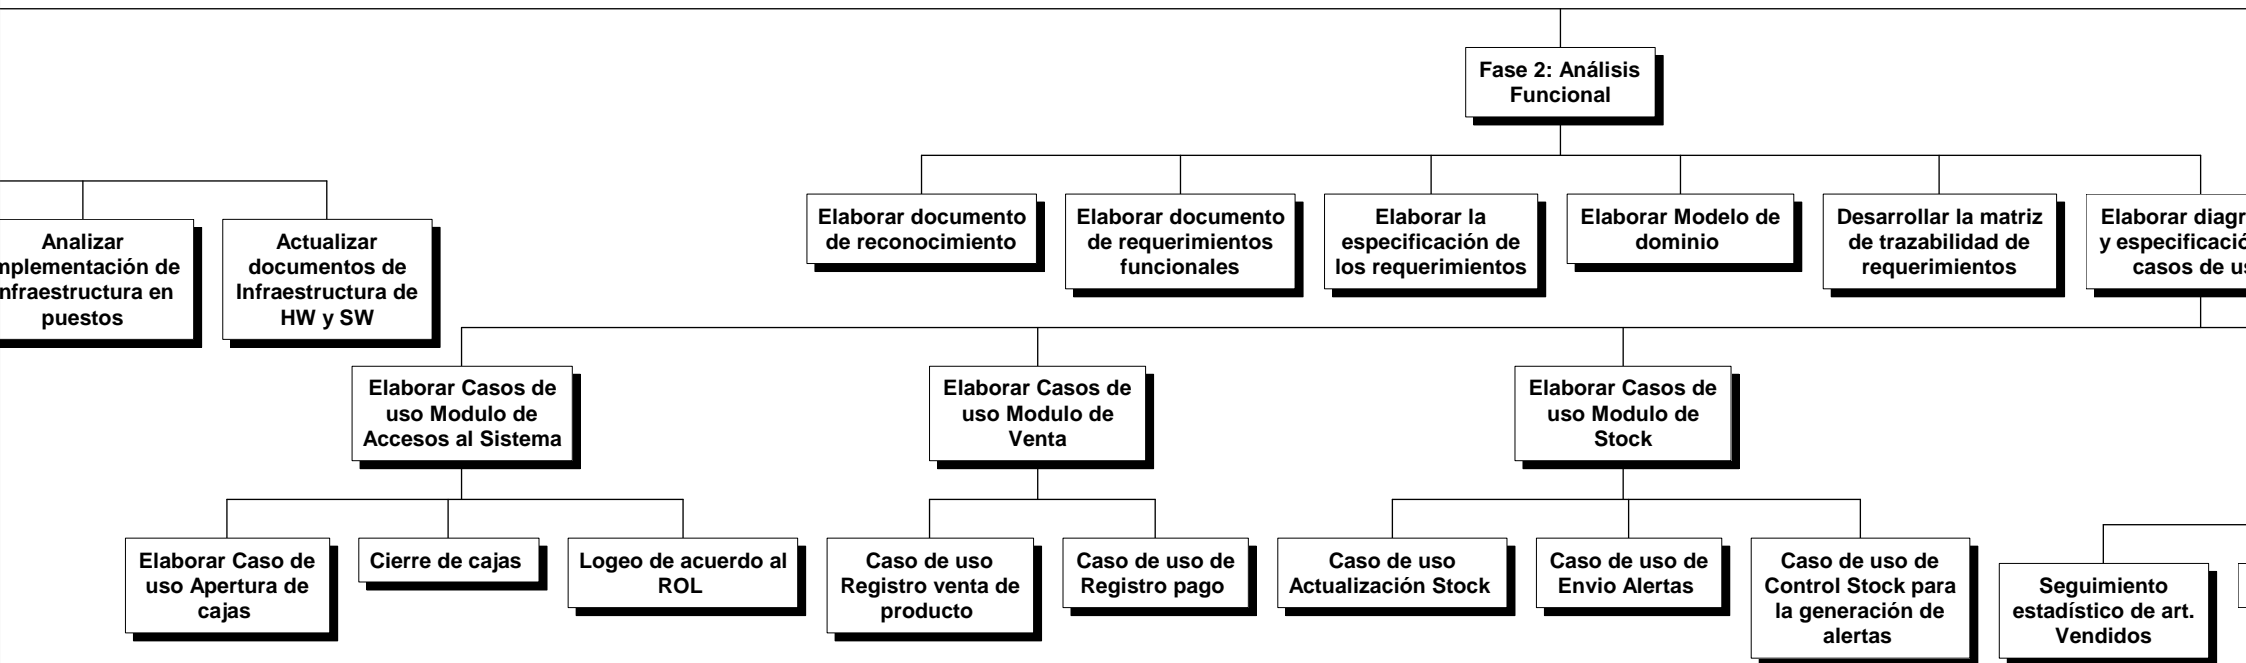 Fase 2: Análisis
Funcional
Elaborar documento
de reconocimiento
Elaborar documento
de requerimientos
funcionales
Elaborar la
especificación de
los requerimientos
Elaborar Modelo de
dominio
Desarrollar la matriz
de trazabilidad de
requerimientos
Elaborar
y
casos de
Analizar
de
en
puestos
Actualizar
documentos de
Infraestructura de
HW y SW
Elaborar Casos de
uso Modulo de
Accesos al Sistema
Elaborar Casos de
uso Modulo de
Venta
Elaborar Casos de
uso Modulo de
Stock
Elaborar Caso de
uso Apertura de
cajas
Cierre de cajas
Logeo de acuerdo al
ROL
Caso de uso
Registro venta de
producto
Caso de uso de
Registro pago
Caso de uso
Actualización Stock
Caso de uso de
Envio Alertas
Caso de uso de
Control Stock para
la generación de
alertas
Seguimiento
estadístico de art.
Vendidos